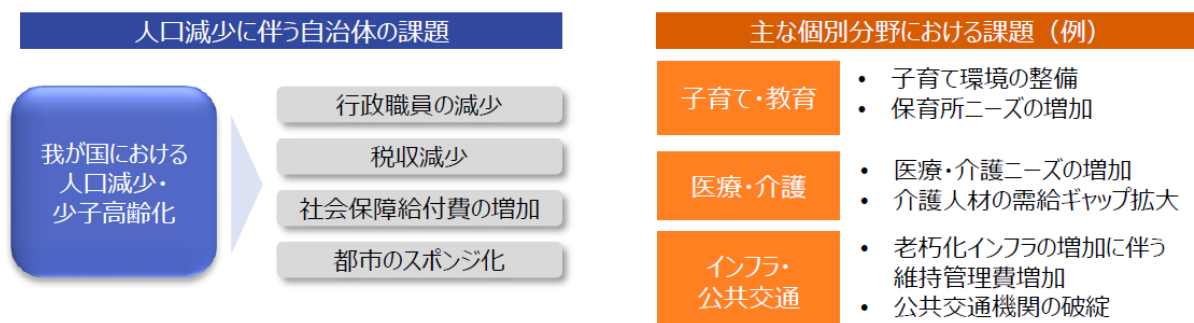 人口減少に伴う自治体の課題
我が国における
人口減少・
少子高齢化
行政職員の減少
税収減少
社会保障給付費の増加
都市のスポンジ化
主な個別分野における課題（例）
子育て・教育
• 子育て環境の整備
• 保育所ニーズの増加
医療・介護
• 医療・介護ニーズの増加
• 介護人材の需給ギャップ拡大
インフラ・
公共交通
• 老朽化インフラの増加に伴う
維持管理費増加
• 公共交通機関の破綻